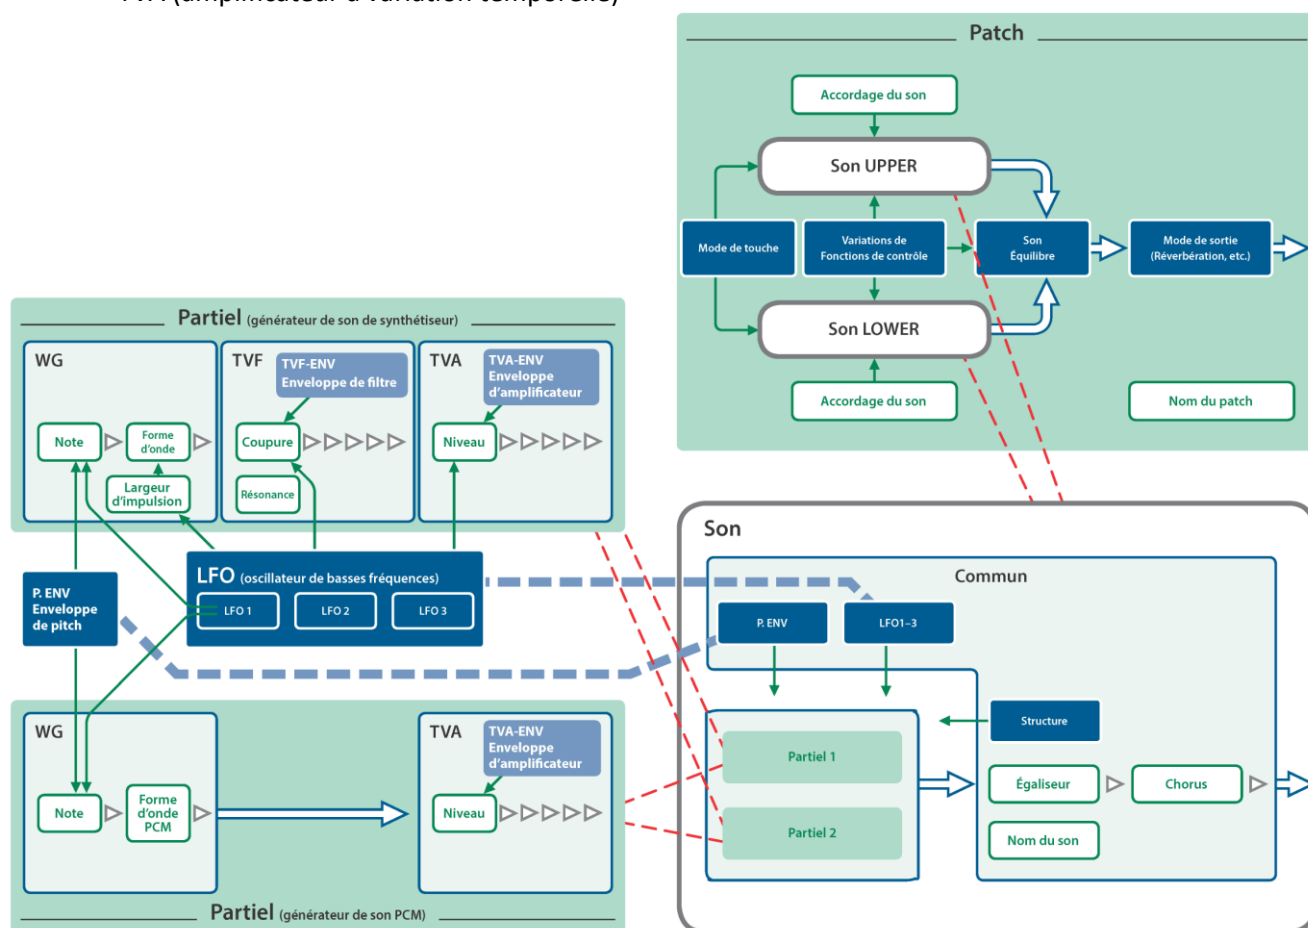 TVA (amplificateur à variation temporelle)
Patch
Accordage du son
Son UPPER
Mode de touche
Variations de
Fonctions de contrôle
Son
Équilibre
Mode de sortie
(Réverbération, etc.)
Son LOWER
Accordage du son
Nom du patch
Partiel (générateur de son de synthétiseur)
WG
Note
Forme
d'onde
Largeur
d'impulsion
TVF
TVF-ENV
Enveloppe de filtre
Coupure
Résonance
TVA
TVA-ENV
Enveloppe
d'amplificateur
Niveau
P. ENV
Enveloppe
de pitch
LFO (oscillateur de basses fréquences)
LFO 1
LFO 2
LFO 3
WG
Note
Forme
d'onde
PCM
TVA
TVA-ENV
Enveloppe
d'amplificateur
Niveau
Partiel (générateur de son PCM)
Son
Commun
P. ENV
LFO1–3
Structure
Partiel 1
Partiel 2
Égaliseur
Chorus
Nom du son